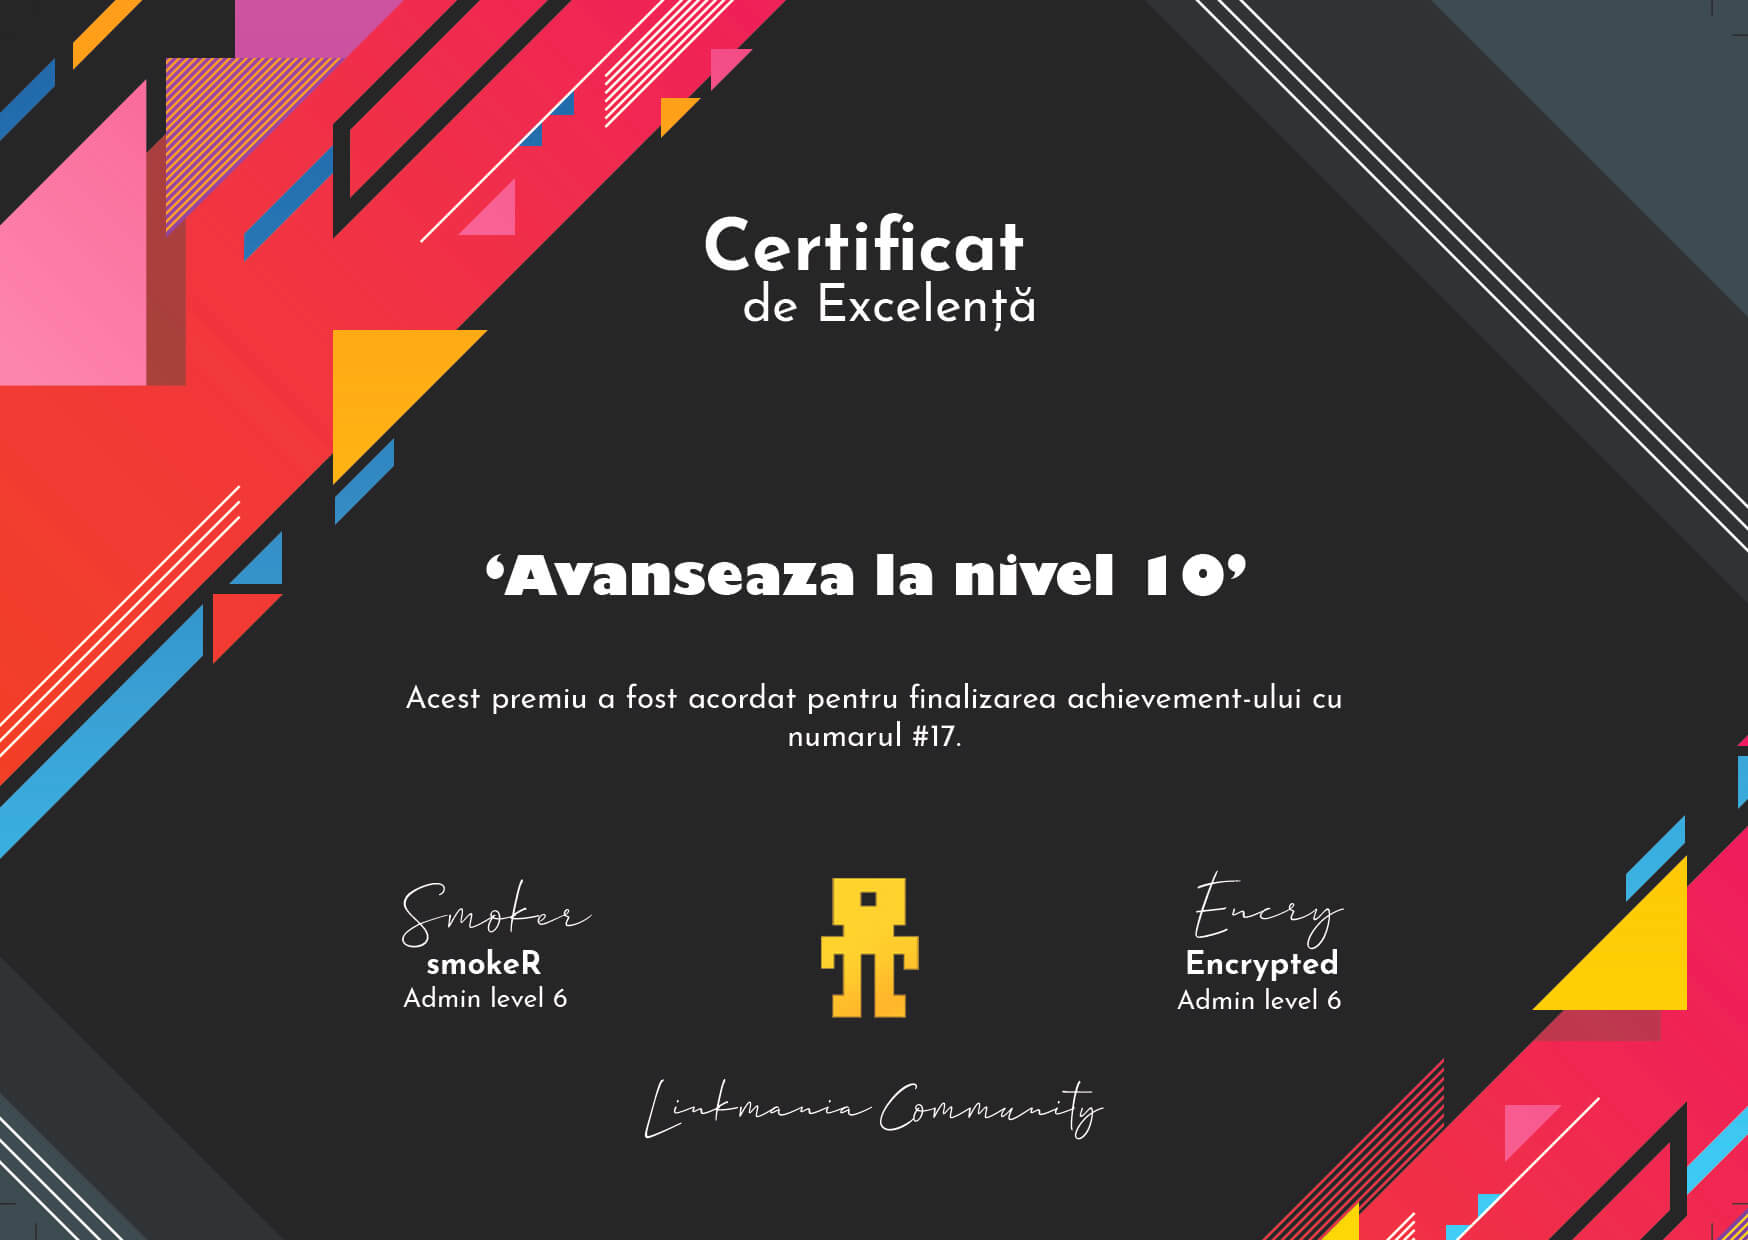 Certificat
de Excelență
‘Avanseaza la nivel 10’
Acest premiu a fost acordat pentru finalizarea achievement-ului cu
numarul #17.
Smoker
smokeR
Admin level 6
Encry
Encrypted
Admin level 6
Linkmania Community